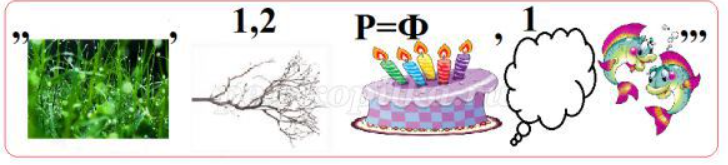 ,, , 1,2 Р=Ф , 1 ,,,